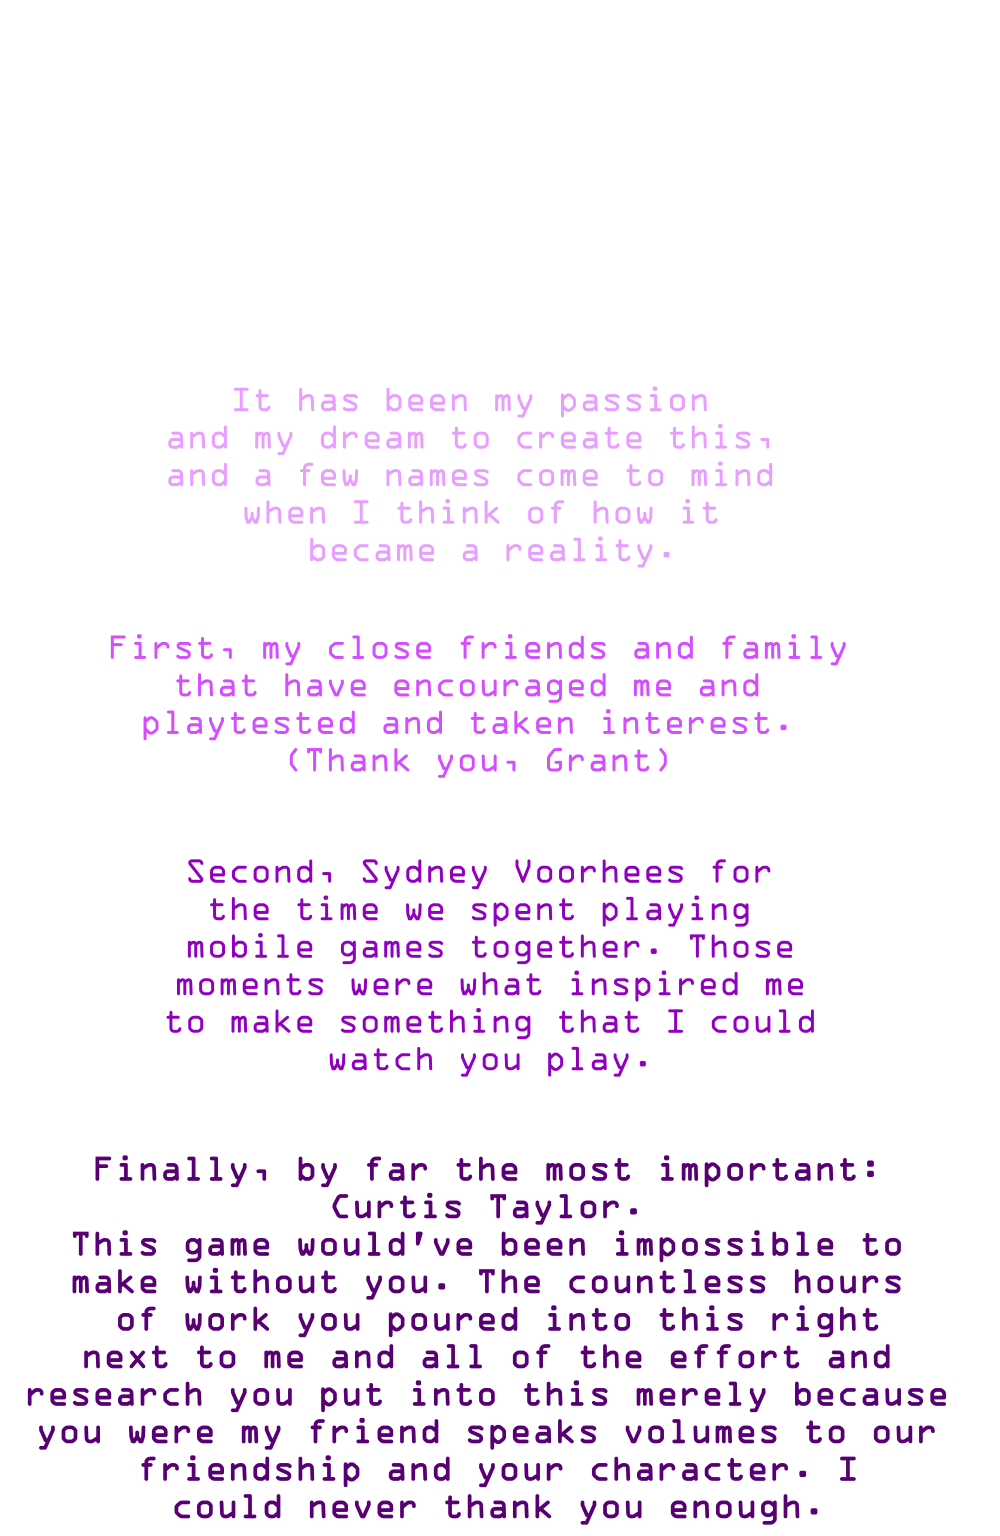 It has been my passion
and my dream to create this,
and a few names come to mind
when I think of how it
became a reality.
First, my close friends and family
that have encouraged me and
playtested and taken interest.
(Thank you, Grant)
Second, Sydney Voorhees for
the time we spent playing
mobile games together. Those
moments were what inspired me
to make something that I could
watch you play.
Finally, by far the most important:
Curtis Taylor.
This game would've been impossible to
make without you. The countless hours
of work you poured into this right
next to me and all of the effort and
research you put into this merely because
you were my friend speaks volumes to our
friendship and your character. I
could never thank you enough.